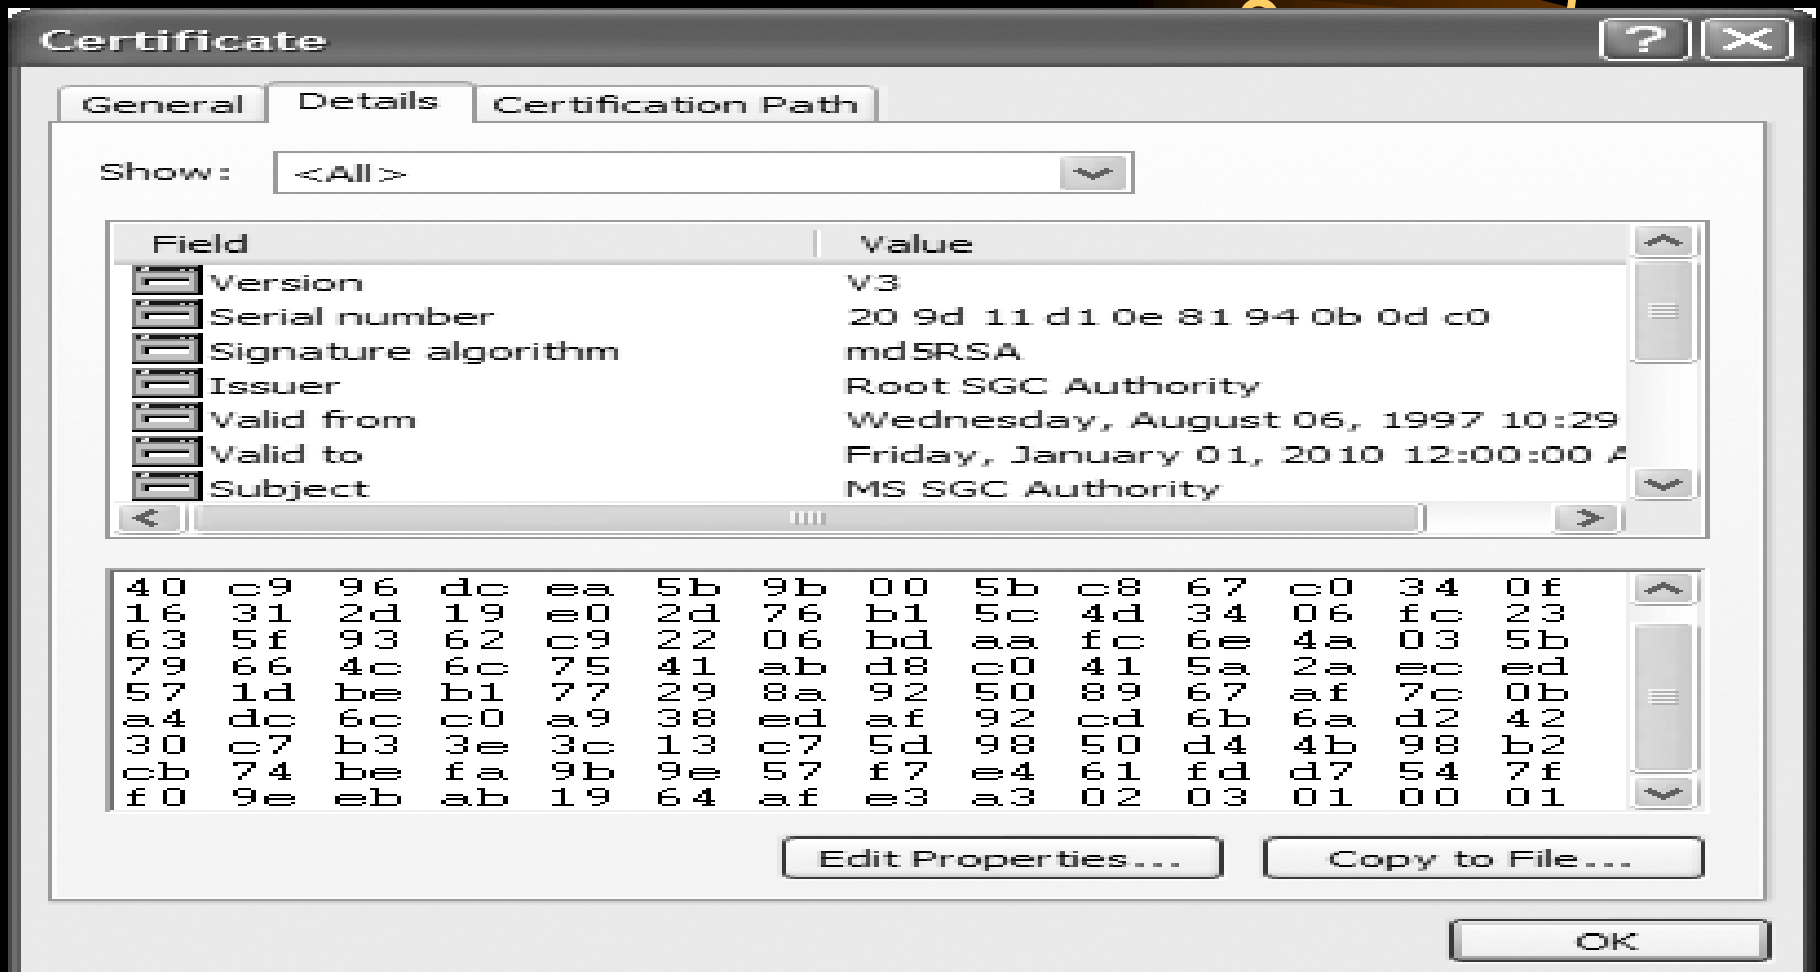 Certificate
General Details Certification Path
Show: <All>
Field Value
Version V3
Serial number 20 9d 11 d1 0e 81 94 0b 0d c0
Signature algorithm md5RSA
Issuer Root SGC Authority
Valid from Wednesday, August 06, 1997 10:29
Valid to Friday, January 01, 2010 12:00:00 A
Subject MS SGC Authority
40 c9 96 dc ea 5b 9b 00 5b c8 67 c0 34 0f
16 31 2d 19 e0 2d 76 b1 5c 4d 34 06 fc 23
63 5f 93 62 c9 22 06 bd aa fc 6e 4a 03 5b
79 66 4c 6c 75 41 ab d8 c0 41 5a 2a ec ed
57 1d be b1 77 29 8a 92 50 89 67 af 7c 0b
a4 dc 6c c0 a9 38 ed af 92 cd 6b 6a d2 42
30 c7 b3 3e 3c 13 c7 5d 98 50 d4 4b 98 b2
cb 74 be fa 9b 9e 57 f7 e4 61 fd d7 54 7f
f0 9e eb ab 19 64 af e3 a3 02 03 01 00 01
Edit Properties... Copy to File...
OK